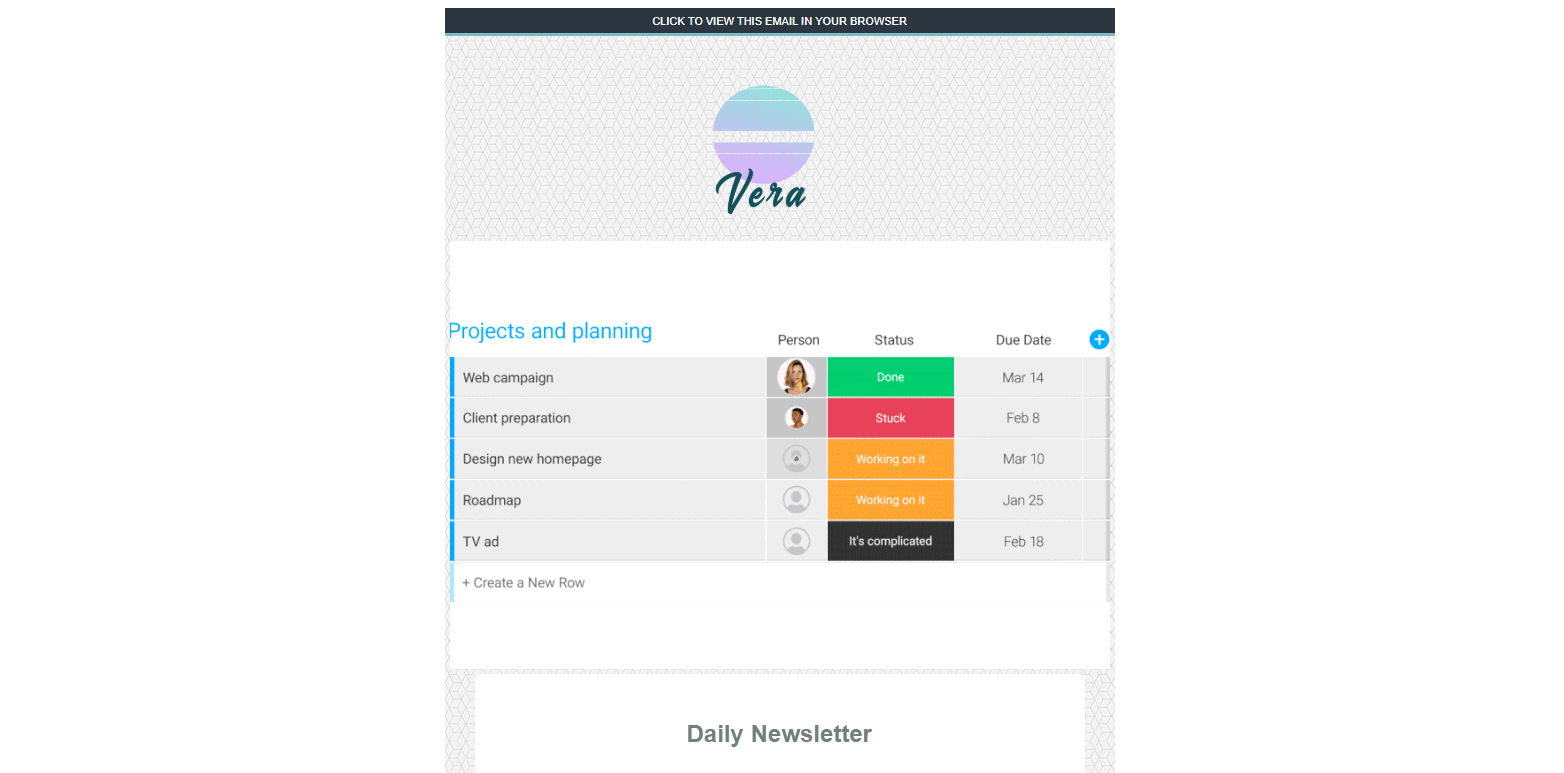 CLICK TO VIEW THIS EMAIL IN YOUR BROWSER
Vera
Projects and planning
Person Status Due Date
Web campaign Done Mar 14
Client preparation Stuck Feb 8
Design new homepage Working on it Mar 10
Roadmap Working on it Jan 25
TV ad It's complicated Feb 18
+ Create a New Row
Daily Newsletter